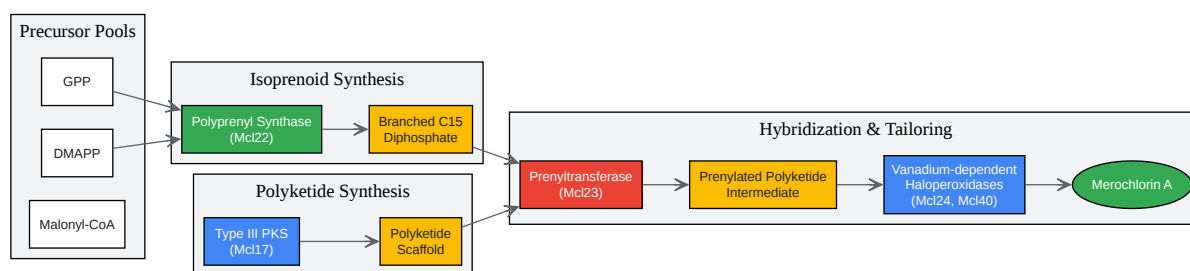 Precursor Pools
GPP
DMAPP
Malonyl-CoA
Isoprenoid Synthesis
Polyprenyl Synthase
(Mcl22)
Branched C15
Diphosphate
Polyketide Synthesis
Type III PKS
(Mcl17)
Polyketide
Scaffold
Hybridization & Tailoring
Prenyltransferase
(Mcl23)
Prenylated Polyketide
Intermediate
Vanadium-dependent
Haloperoxidases
(Mcl24, Mcl40)
Merochlorin A